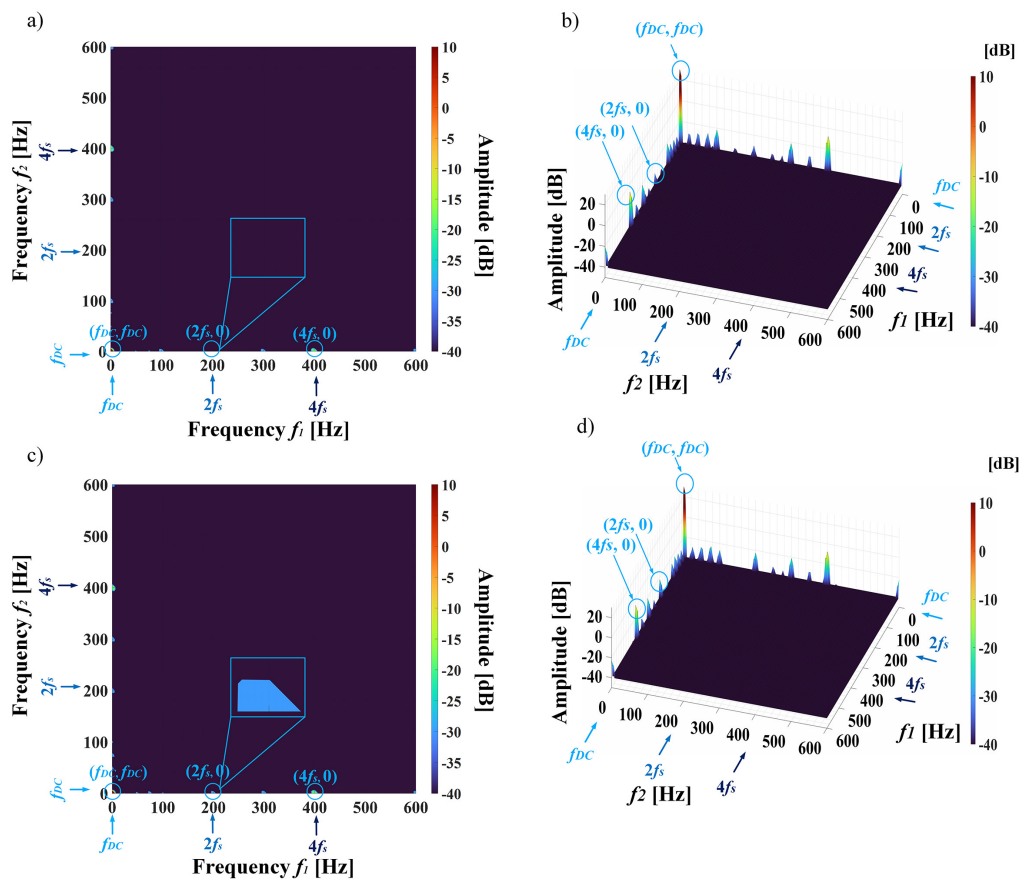 a)
600
500
400
300
200
100
0
Frequency f2 [Hz]
4fs
2fs
fDC
(fDC, fDC)
(2fs, 0)
(4fs, 0)
0 100 200 300 400 500 600
fDC
2fs
4fs
Frequency f1 [Hz]
10
5
0
-5
-10
-15
-20
-25
-30
-35
-40
Amplitude [dB]
b)
(fDC, fDC)
(2fs, 0)
(4fs, 0)
[dB]
10
0
-10
-20
-30
-40
Amplitude [dB]
20
0
-20
-40
0 100 200 300 400 500 600
fDC
2fs
4fs
f2 [Hz]
0
100
200
300
400
500
600
fDC
2fs
4fs
f1 [Hz]
c)
600
500
400
300
200
100
0
Frequency f2 [Hz]
4fs
2fs
fDC
(fDC, fDC)
(2fs, 0)
(4fs, 0)
0 100 200 300 400 500 600
fDC
2fs
4fs
Frequency f1 [Hz]
10
5
0
-5
-10
-15
-20
-25
-30
-35
-40
Amplitude [dB]
d)
(fDC, fDC)
(2fs, 0)
(4fs, 0)
[dB]
10
0
-10
-20
-30
-40
Amplitude [dB]
20
0
-20
-40
0 100 200 300 400 500 600
fDC
2fs
4fs
f2 [Hz]
0
100
200
300
400
500
600
fDC
2fs
4fs
f1 [Hz]